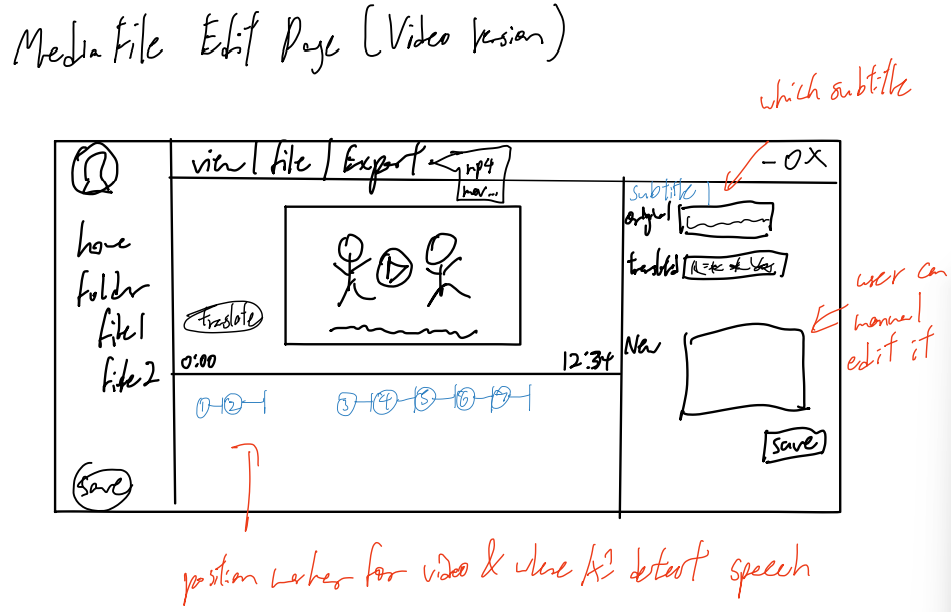 Media File Edit Page (Video Version)
which subtitle
view | file | Export
mp4
mov...
- O X
subtitle
original
home
folder
file1
file2
translated
translate
user can
manual
edit it
New
0:00
12:34
1 2 3 4 5 6 7
save
save
position marker for video & where AI detect speech